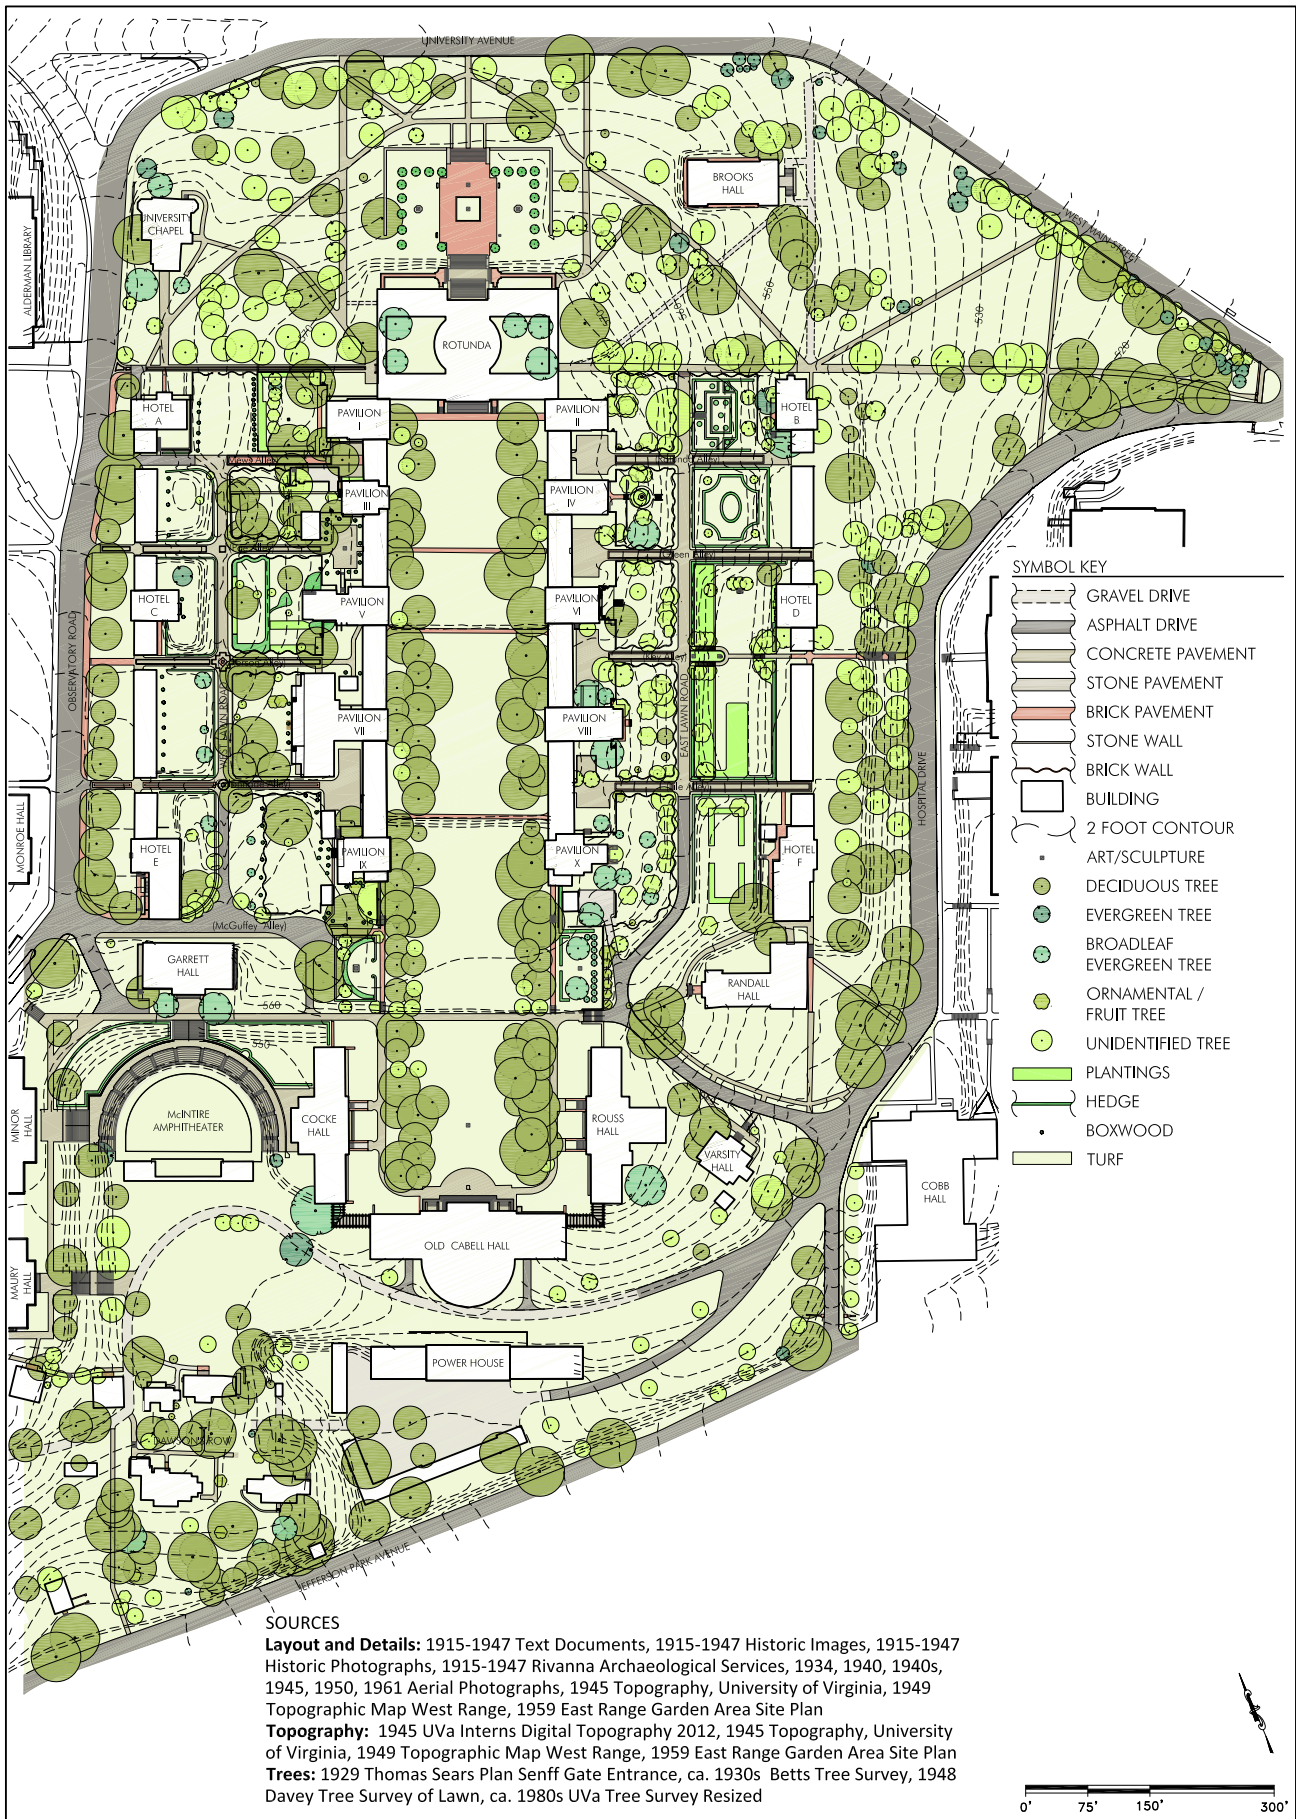 UNIVERSITY AVENUE
BROOKS
HALL
UNIVERSITY
CHAPEL
ALDERMAN LIBRARY
WEST MAIN STREET
550
530
520
570
ROTUNDA
HOTEL
A
PAVILION
I
PAVILION
II
HOTEL
B
PAVILION
III
PAVILION
IV
HOTEL
C
PAVILION
V
PAVILION
VI
HOTEL
D
OBSERVATORY ROAD
WEST LAWN ROAD
EAST LAWN ROAD
HOSPITAL DRIVE
PAVILION
VII
PAVILION
VIII
MONROE HALL
HOTEL
E
PAVILION
IX
PAVILION
X
HOTEL
F
(McGuffey Alley)
GARRETT
HALL
RANDALL
HALL
560
550
MINOR
HALL
McINTIRE
AMPHITHEATER
COCKE
HALL
ROUSS
HALL
VARSITY
HALL
COBB
HALL
MAURY
HALL
OLD CABELL HALL
POWER HOUSE
DAWSON'S ROW
JEFFERSON PARK AVENUE
SYMBOL KEY
GRAVEL DRIVE
ASPHALT DRIVE
CONCRETE PAVEMENT
STONE PAVEMENT
BRICK PAVEMENT
STONE WALL
BRICK WALL
BUILDING
2 FOOT CONTOUR
ART/SCULPTURE
DECIDUOUS TREE
EVERGREEN TREE
BROADLEAF
EVERGREEN TREE
ORNAMENTAL /
FRUIT TREE
UNIDENTIFIED TREE
PLANTINGS
HEDGE
BOXWOOD
TURF
SOURCES
Layout and Details: 1915-1947 Text Documents, 1915-1947 Historic Images, 1915-1947
Historic Photographs, 1915-1947 Rivanna Archaeological Services, 1934, 1940, 1940s,
1945, 1950, 1961 Aerial Photographs, 1945 Topography, University of Virginia, 1949
Topographic Map West Range, 1959 East Range Garden Area Site Plan
Topography: 1945 UVa Interns Digital Topography 2012, 1945 Topography, University
of Virginia, 1949 Topographic Map West Range, 1959 East Range Garden Area Site Plan
Trees: 1929 Thomas Sears Plan Senff Gate Entrance, ca. 1930s Betts Tree Survey, 1948
Davey Tree Survey of Lawn, ca. 1980s UVa Tree Survey Resized
0' 75' 150' 300'